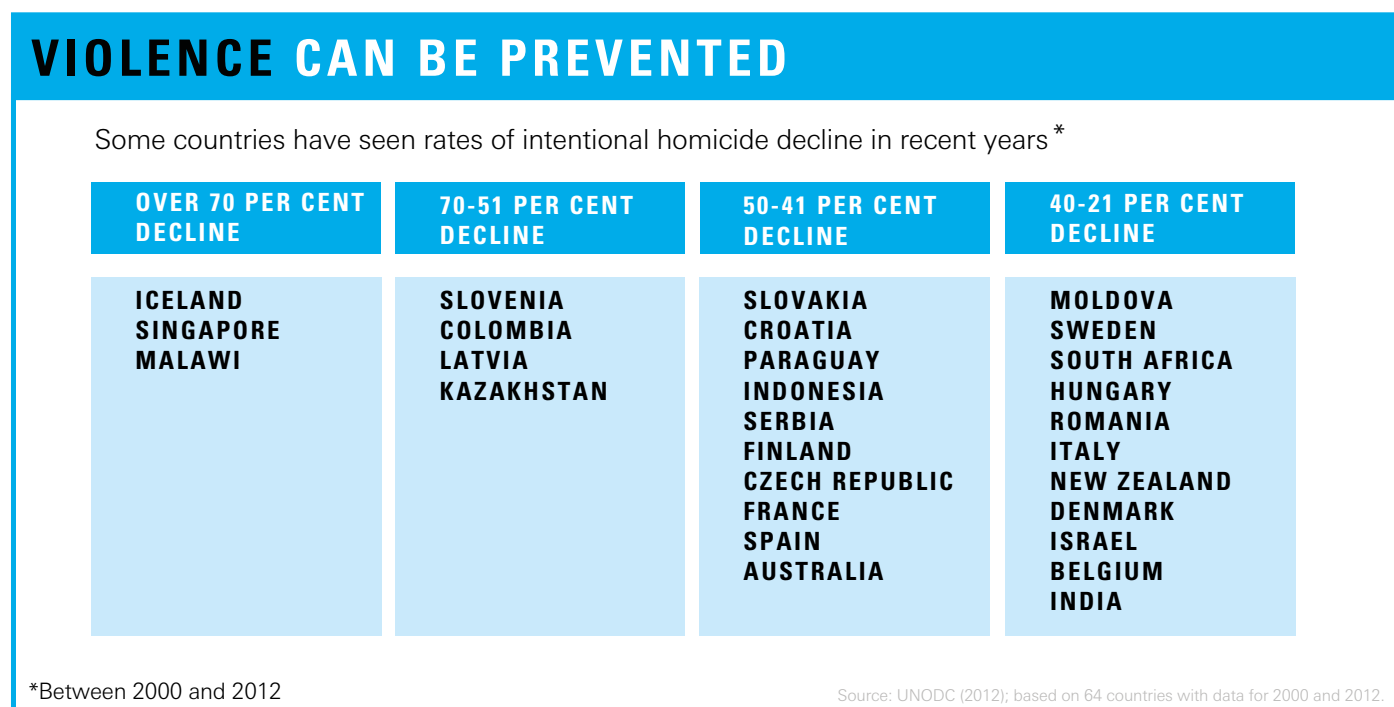 VIOLENCE CAN BE PREVENTED
Some countries have seen rates of intentional homicide decline in recent years*
OVER 70 PER CENT
DECLINE
ICELAND
SINGAPORE
MALAWI
70-51 PER CENT
DECLINE
SLOVENIA
COLOMBIA
LATVIA
KAZAKHSTAN
50-41 PER CENT
DECLINE
SLOVAKIA
CROATIA
PARAGUAY
INDONESIA
SERBIA
FINLAND
CZECH REPUBLIC
FRANCE
SPAIN
AUSTRALIA
40-21 PER CENT
DECLINE
MOLDOVA
SWEDEN
SOUTH AFRICA
HUNGARY
ROMANIA
ITALY
NEW ZEALAND
DENMARK
ISRAEL
BELGIUM
INDIA
*Between 2000 and 2012
Source: UNODC (2012); based on 64 countries with data for 2000 and 2012.